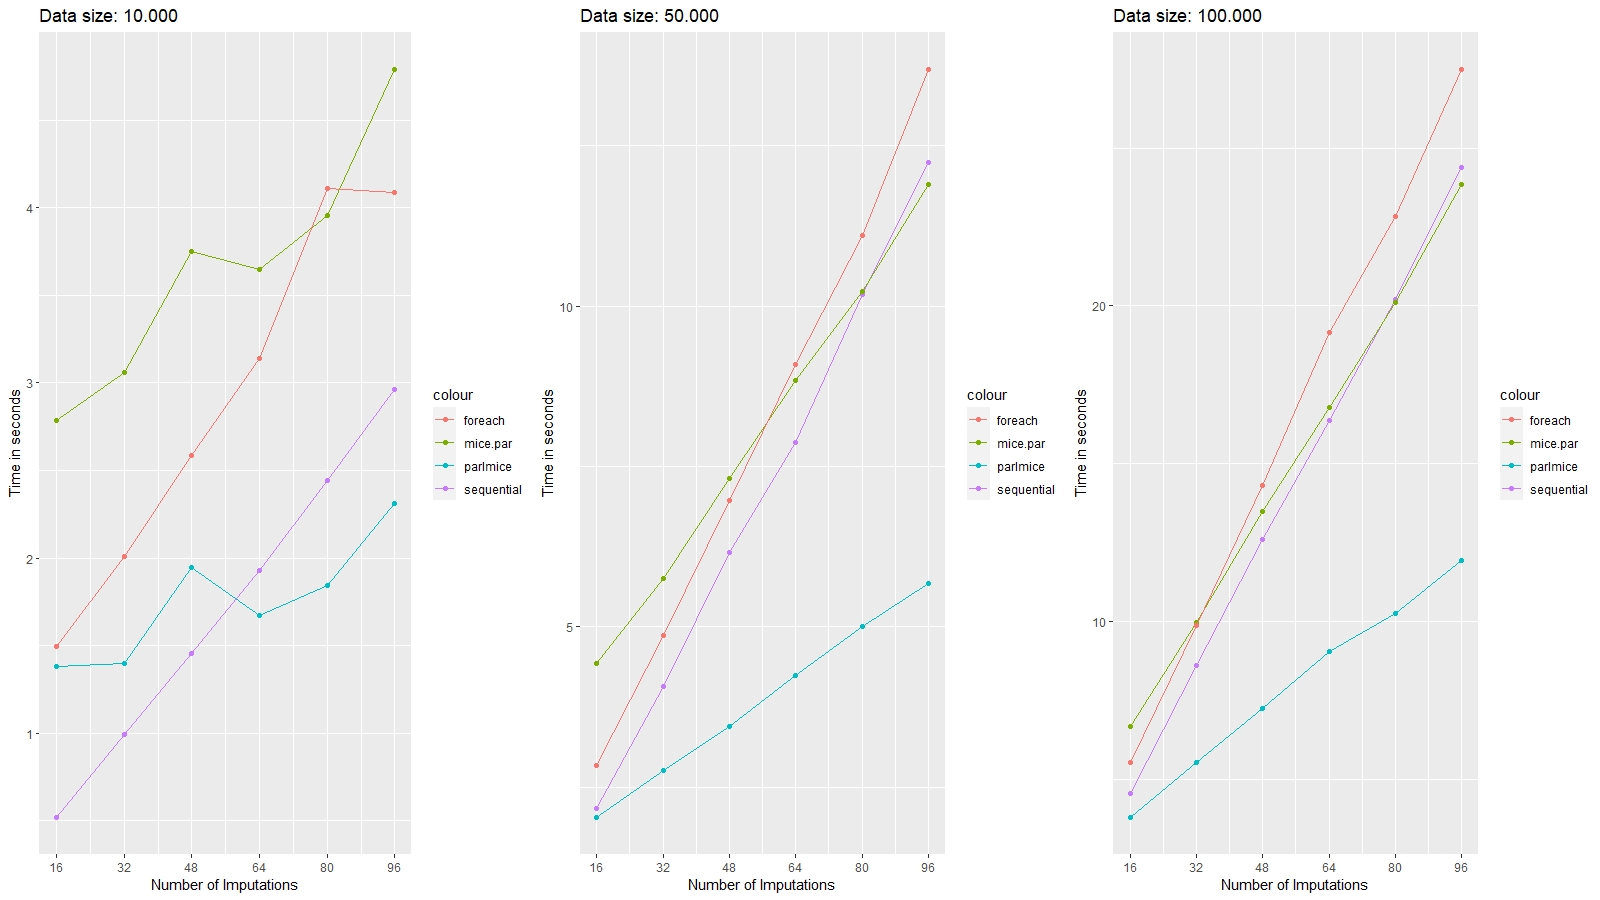 Data size: 10.000
Time in seconds
4
3
2
1
16 32 48 64 80 96
Number of Imputations
colour
foreach
mice.par
parlmice
sequential
Data size: 50.000
Time in seconds
10
5
16 32 48 64 80 96
Number of Imputations
colour
foreach
mice.par
parlmice
sequential
Data size: 100.000
Time in seconds
20
10
16 32 48 64 80 96
Number of Imputations
colour
foreach
mice.par
parlmice
sequential